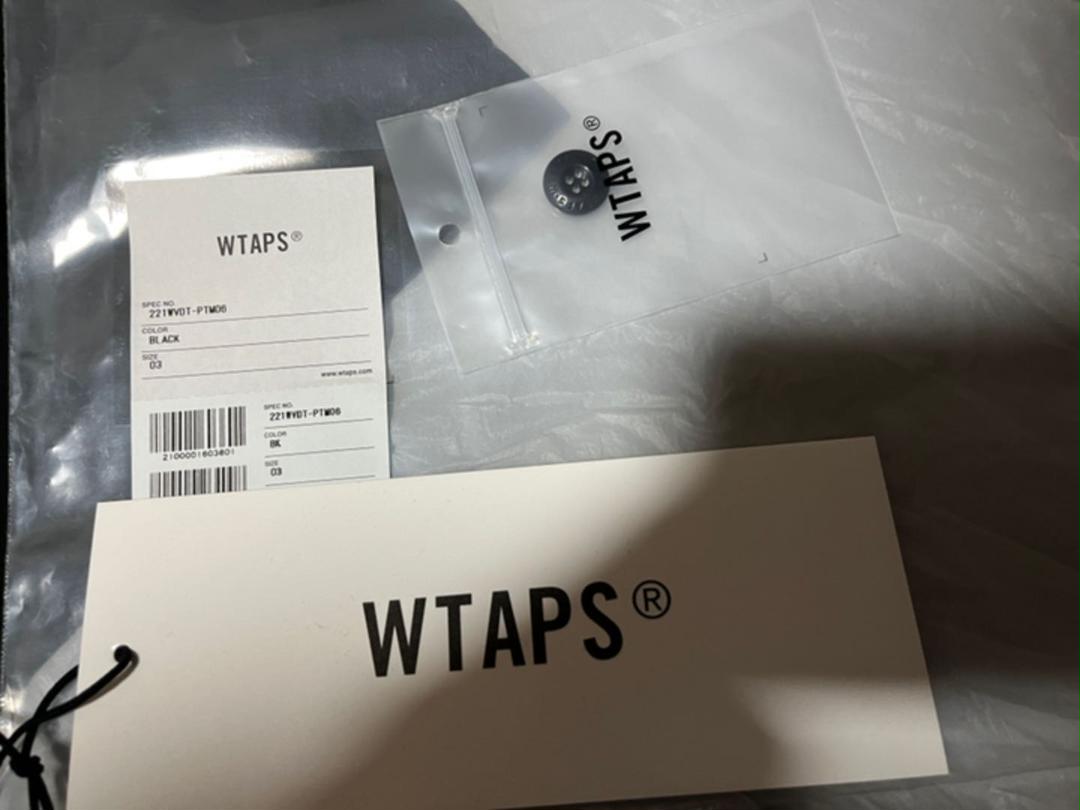 WTAPS®
SPEC NO.
221WVDT-PTM06
COLOR
BLACK
SIZE
03
www.wtaps.com
2100001603801
SPEC NO.
221WVDT-PTM06
COLOR
BK
SIZE
03
WTAPS®
WTAPS®